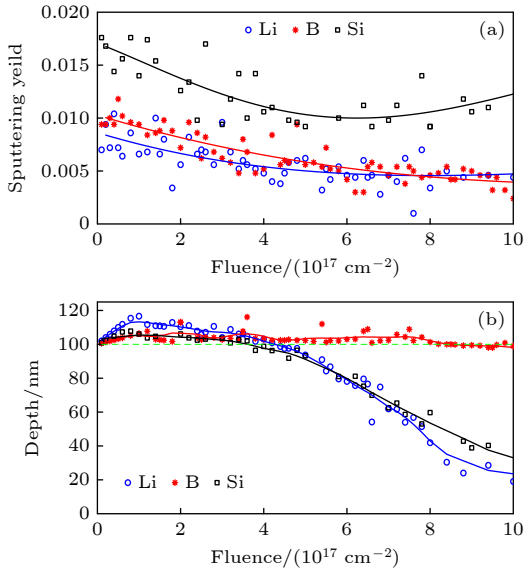 0.020
Li B Si
(a)
0.015
0.010
0.005
0
Sputtering yeild
0 2 4 6 8 10
Fluence/(10¹⁷ cm⁻²)
120
(b)
100
80
60
40
20
0
Depth/nm
Li B Si
0 2 4 6 8 10
Fluence/(10¹⁷ cm⁻²)